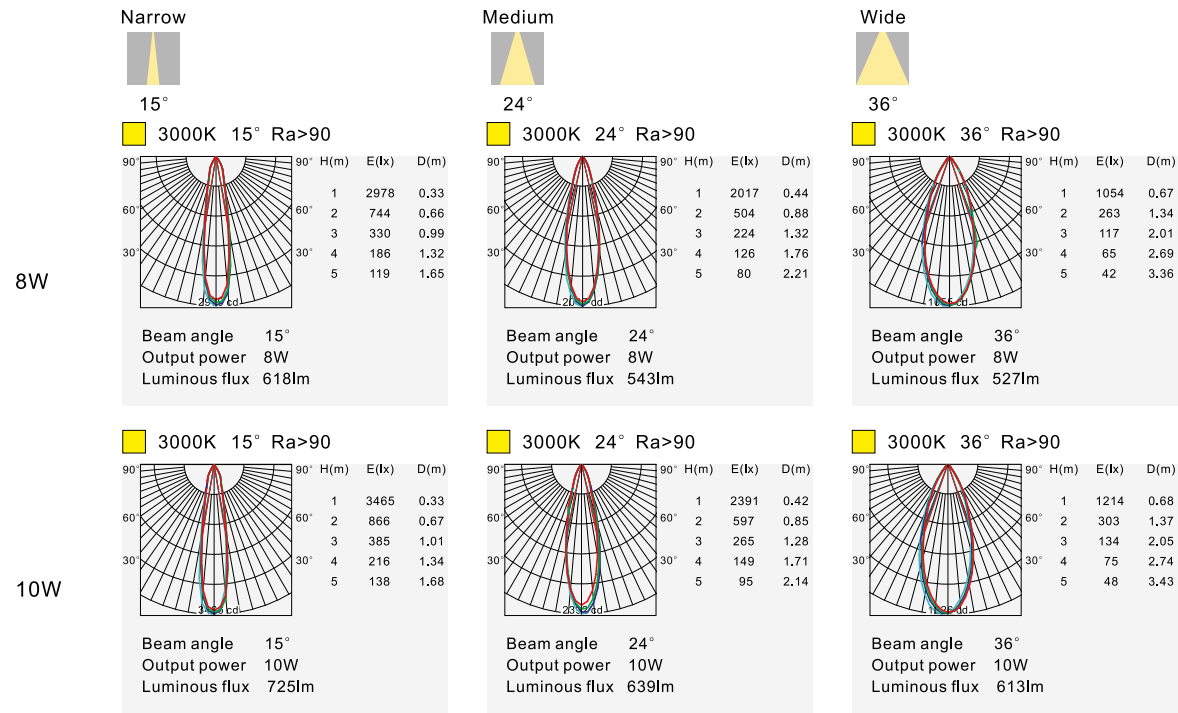 Narrow
Medium
Wide
15°
24°
36°
8W
3000K 15° Ra>90
90° 90° H(m) E(lx) D(m)
1 2978 0.33
60° 2 744 0.66
3 330 0.99
30° 30° 4 186 1.32
5 119 1.65
Beam angle 15°
Output power 8W
Luminous flux 618lm
3000K 24° Ra>90
90° 90° H(m) E(lx) D(m)
1 2017 0.44
60° 60° 2 504 0.88
3 224 1.32
30° 30° 4 126 1.76
5 80 2.21
Beam angle 24°
Output power 8W
Luminous flux 543lm
3000K 36° Ra>90
90° 90° H(m) E(lx) D(m)
1 1054 0.67
60° 60° 2 263 1.34
3 117 2.01
30° 30° 4 65 2.69
5 42 3.36
Beam angle 36°
Output power 8W
Luminous flux 527lm
10W
3000K 15° Ra>90
90° 90° H(m) E(lx) D(m)
1 3465 0.33
60° 60° 2 866 0.67
3 385 1.01
30° 30° 4 216 1.34
5 138 1.68
Beam angle 15°
Output power 10W
Luminous flux 725lm
3000K 24° Ra>90
90° 90° H(m) E(lx) D(m)
1 2391 0.42
60° 60° 2 597 0.85
3 265 1.28
30° 30° 4 149 1.71
5 95 2.14
Beam angle 24°
Output power 10W
Luminous flux 639lm
3000K 36° Ra>90
90° 90° H(m) E(lx) D(m)
1 1214 0.68
60° 60° 2 303 1.37
3 134 2.05
30° 30° 4 75 2.74
5 48 3.43
Beam angle 36°
Output power 10W
Luminous flux 613lm